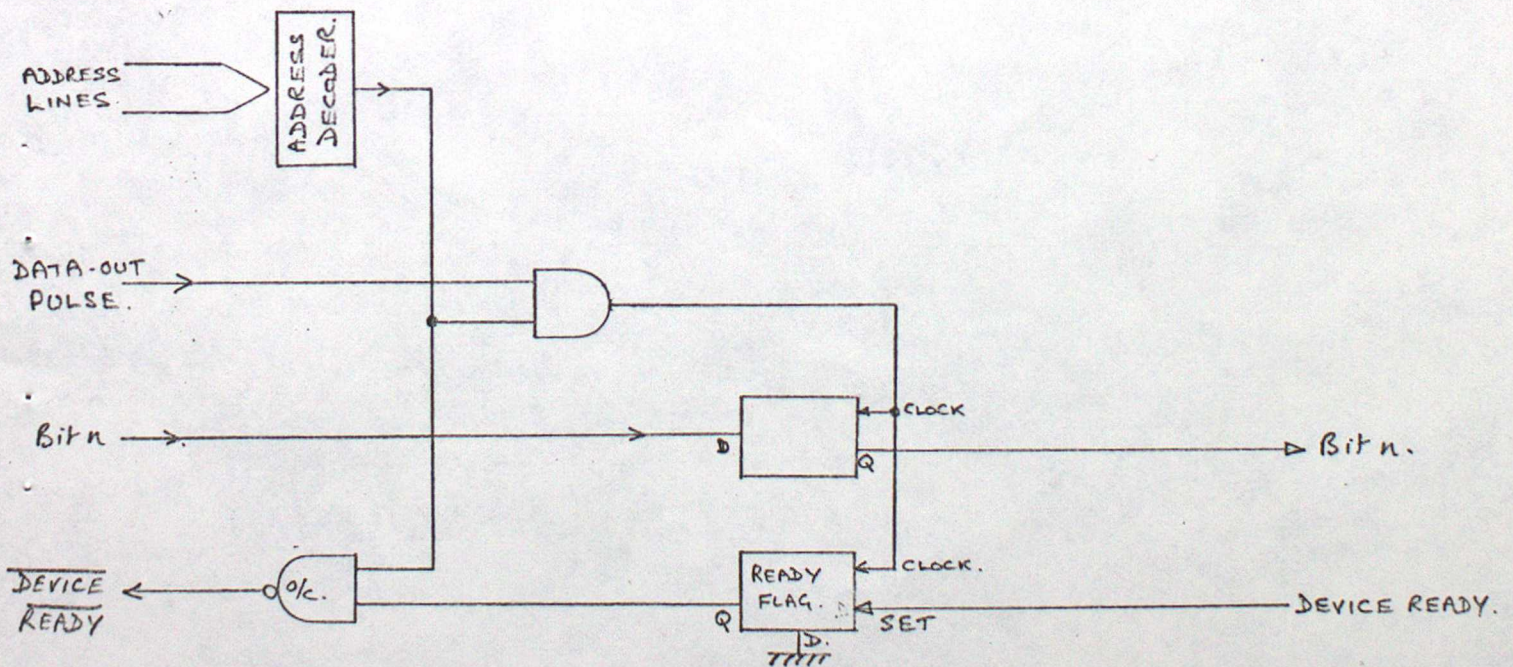 ADDRESS
LINES.
ADDRESS
DECODER.
DATA-OUT
PULSE.
Bit n
D
CLOCK
Q
Bit n.
DEVICE
READY
O/C.
Q
READY
FLAG.
CLOCK.
SET
D.
DEVICE READY.